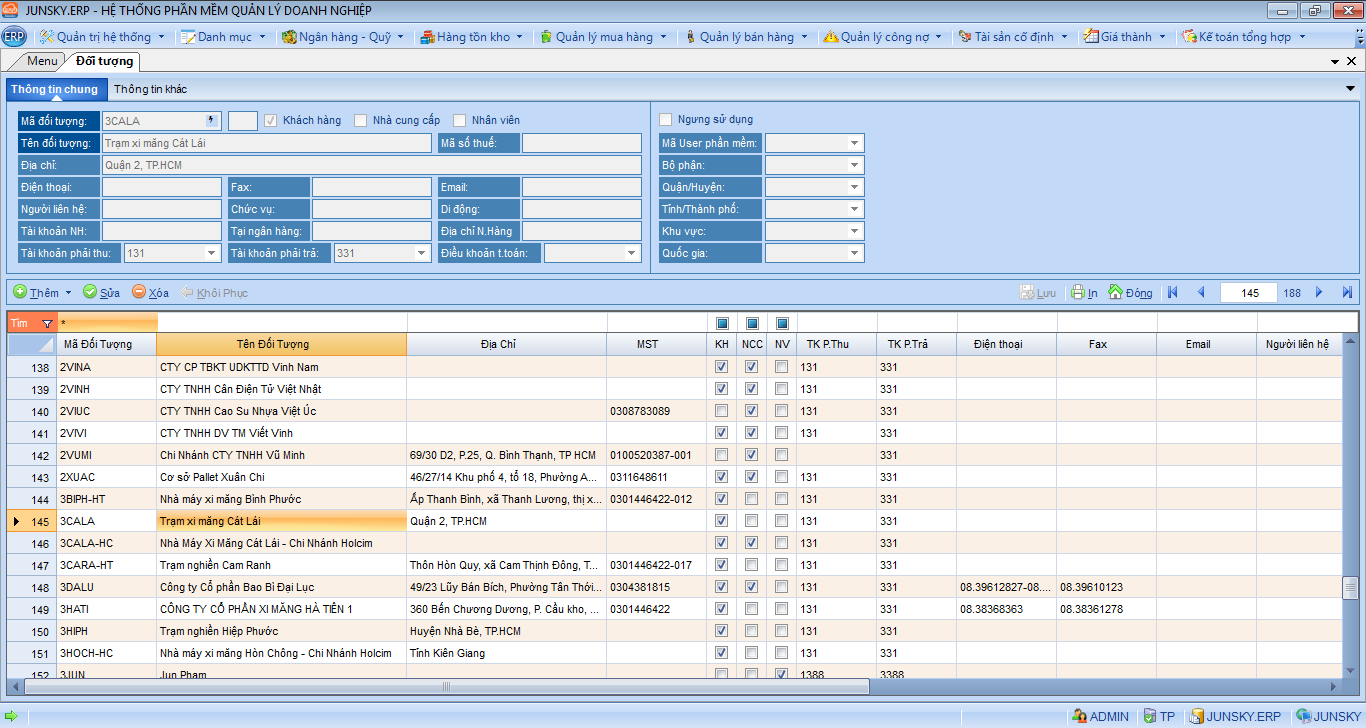 JUNSKY.ERP - HỆ THỐNG PHẦN MỀM QUẢN LÝ DOANH NGHIỆP
ERP Quản trị hệ thống Danh mục Ngân hàng - Quỹ Hàng tồn kho Quản lý mua hàng Quản lý bán hàng Quản lý công nợ Tài sản cố định Giá thành Kế toán tổng hợp
Menu Đối tượng
Thông tin chung Thông tin khác
Mã đối tượng: 3CALA Khách hàng Nhà cung cấp Nhân viên Ngưng sử dụng
Tên đối tượng: Trạm xi măng Cát Lái Mã số thuế: Mã User phần mềm:
Địa chỉ: Quận 2, TP.HCM Bộ phận:
Điện thoại: Fax: Email: Quận/Huyện:
Người liên hệ: Chức vụ: Di động: Tỉnh/Thành phố:
Tài khoản NH: Tại ngân hàng: Địa chỉ N.Hàng Khu vực:
Tài khoản phải thu: 131 Tài khoản phải trả: 331 Điều khoản t.toán: Quốc gia:
Thêm Sửa Xóa Khôi Phục Lưu In Đóng 145 188
Tìm *
Mã Đối Tượng Tên Đối Tượng Địa Chỉ MST KH NCC NV TK P.Thu TK P.Trả Điện thoại Fax Email Người liên hệ
138 2VINA CTY CP TBKT UDKTTD Vinh Nam 131 331
139 2VINH CTY TNHH Cân Điện Tử Việt Nhật 131 331
140 2VIUC CTY TNHH Cao Su Nhựa Việt Úc 0308783089 131 331
141 2VIVI CTY TNHH DV TM Viết Vinh 131 331
142 2VUMI Chi Nhánh CTY TNHH Vũ Minh 69/30 D2, P.25, Q. Bình Thạnh, TP HCM 0100520387-001 331
143 2XUAC Cơ sở Pallet Xuân Chi 46/27/14 Khu phố 4, tổ 18, Phường A... 0311648611 131 331
144 3BIPH-HT Nhà máy xi măng Bình Phước Ấp Thanh Bình, xã Thanh Lương, thị x... 0301446422-012 131 331
145 3CALA Trạm xi măng Cát Lái Quận 2, TP.HCM 131 331
146 3CALA-HC Nhà Máy Xi Măng Cát Lái - Chi Nhánh Holcim 131 331
147 3CARA-HT Trạm nghiền Cam Ranh Thôn Hòn Quy, xã Cam Thịnh Đông, T... 0301446422-017 131 331
148 3DALU Công ty Cổ phần Bao Bì Đại Lục 49/23 Lũy Bán Bích, Phường Tân Thới... 0304381815 131 331 08.39612827-08.... 08.39610123
149 3HATI CÔNG TY CỔ PHẦN XI MĂNG HÀ TIÊN 1 360 Bến Chương Dương, P. Cầu kho, ... 0301446422 131 331 08.38368363 08.38361278
150 3HIPH Trạm nghiền Hiệp Phước Huyện Nhà Bè, TP.HCM 131 331
151 3HOCH-HC Nhà máy xi măng Hòn Chông - Chi Nhánh Holcim Tỉnh Kiên Giang 131 331
152 3JUN Jun Pham 1388 3388
ADMIN TP JUNSKY.ERP JUNSKY